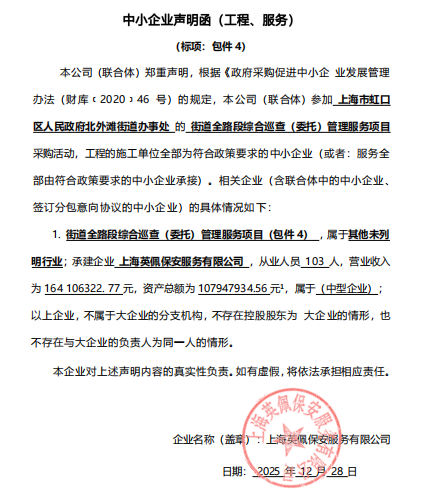 中小企业声明函（工程、服务）
（标项：包件 4）
本公司（联合体）郑重声明，根据《政府采购促进中小企 业发展管理
办法（财库﹝2020﹞46 号）的规定，本公司（联合体）参加 上海市虹口
区人民政府北外滩街道办事处 的 街道全路段综合巡查（委托）管理服务项目
采购活动，工程的施工单位全部为符合政策要求的中小企业（或者：服务全
部由符合政策要求的中小企业承接）。相关企业（含联合体中的中小企业、
签订分包意向协议的中小企业）的具体情况如下：
1. 街道全路段综合巡查（委托）管理服务项目（包件 4） ，属于其他未列
明行业；承建企业 上海英佩保安服务有限公司 ，从业人员 103 人，营业收入
为 164 106322. 77 元，资产总额为 107947934.56 元¹，属于（中型企业）；
以上企业，不属于大企业的分支机构，不存在控股股东为 大企业的情形，也
不存在与大企业的负责人为同一人的情形。
本企业对上述声明内容的真实性负责。如有虚假，将依法承担相应责任。
企业名称（盖章）：上海英佩保安服务有限公司
日期： 2025 年 12 月 28 日
上海英佩保安服务有限公司